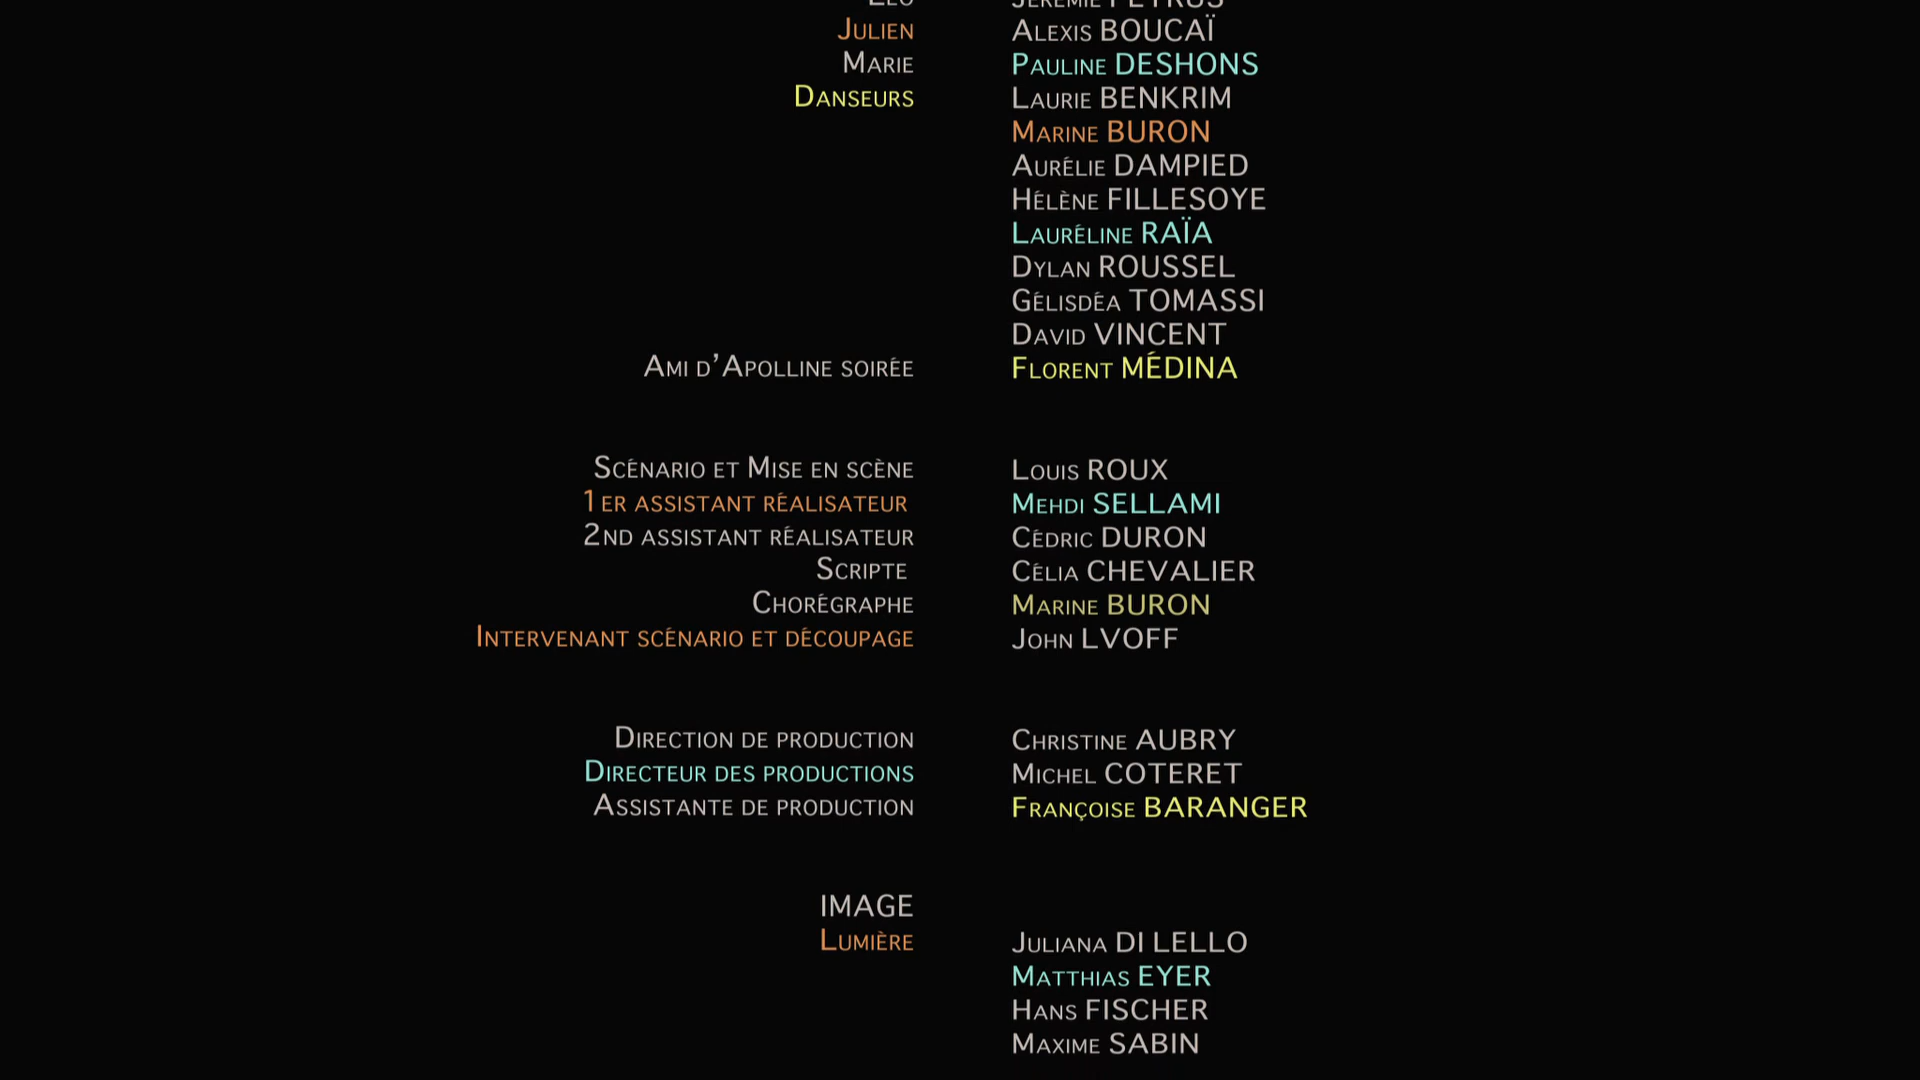 Julien Alexis BOUCAÏ
Marie Pauline DESHONS
Danseurs Laurie BENKRIM
Marine BURON
Aurélie DAMPIED
Hélène FILLESOYE
Lauréline RAÏA
Dylan ROUSSEL
Gélisdéa TOMASSI
David VINCENT
Ami d'Apolline soirée Florent MÉDINA
Scénario et Mise en scène Louis ROUX
1er assistant réalisateur Mehdi SELLAMI
2nd assistant réalisateur Cédric DURON
Scripte Célia CHEVALIER
Chorégraphe Marine BURON
Intervenant scénario et découpage John LVOFF
Direction de production Christine AUBRY
Directeur des productions Michel COTERET
Assistante de production Françoise BARANGER
IMAGE
Lumière Juliana DI LELLO
Matthias EYER
Hans FISCHER
Maxime SABIN